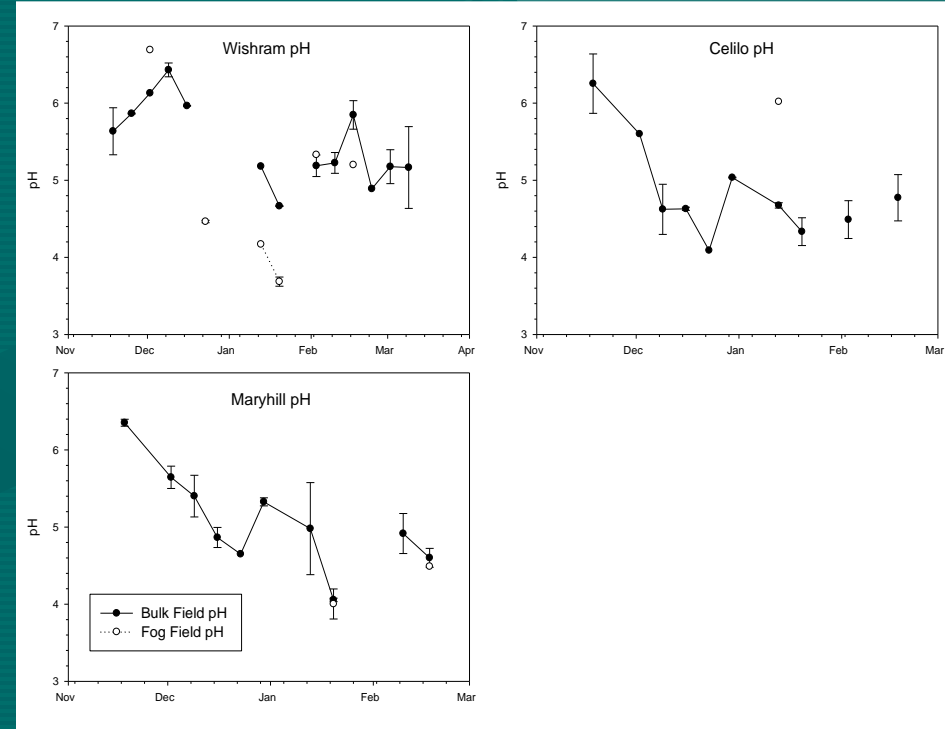 Wishram pH
pH
7
6
5
4
3
Nov Dec Jan Feb Mar Apr
Celilo pH
pH
7
6
5
4
3
Nov Dec Jan Feb Mar
Maryhill pH
pH
7
6
5
4
3
Bulk Field pH
Fog Field pH
Nov Dec Jan Feb Mar